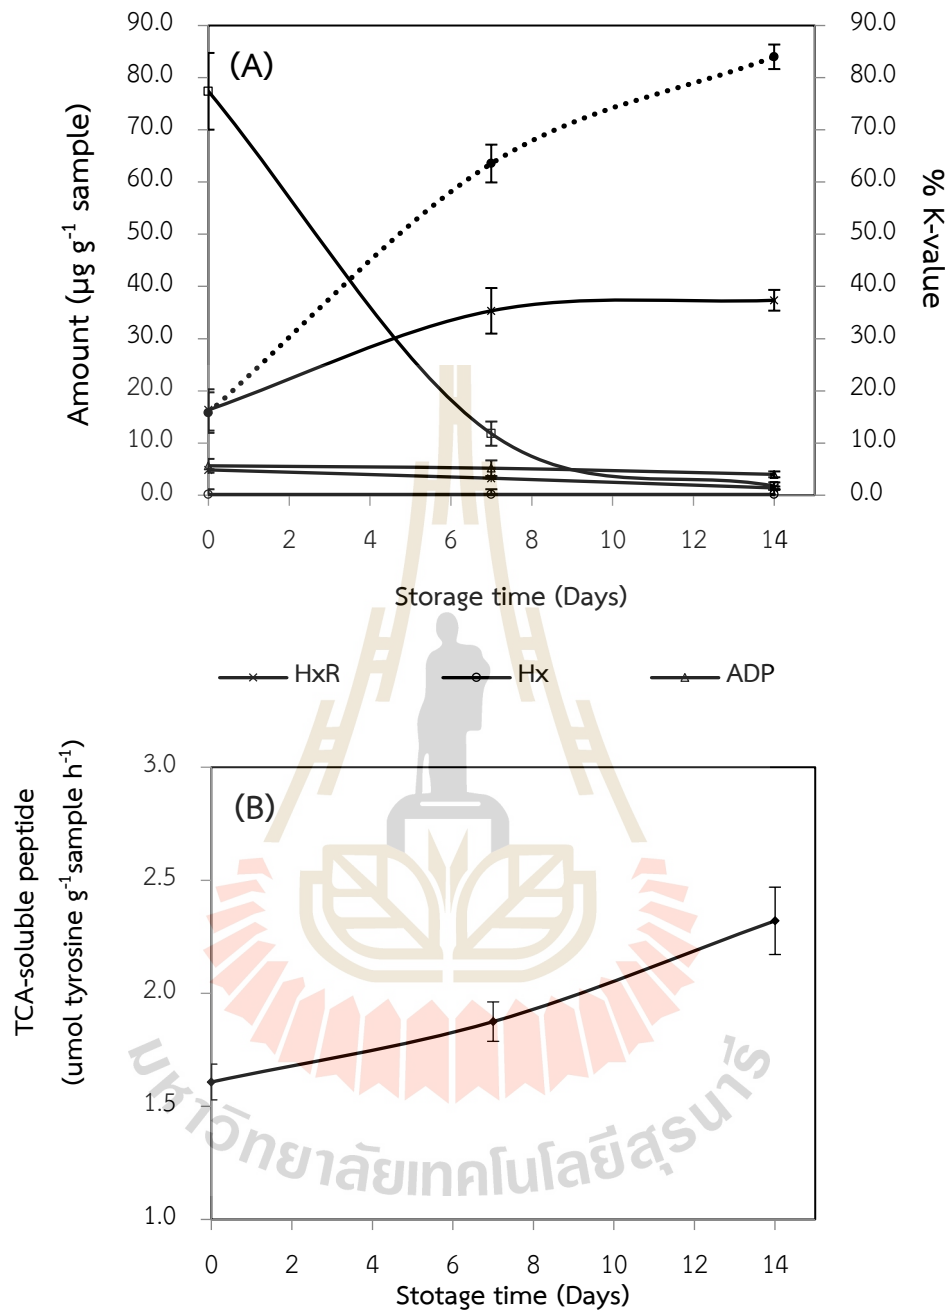 90.0 90.0
(A)
80.0 80.0
70.0 70.0
60.0 60.0
50.0 50.0
40.0 40.0
30.0 30.0
20.0 20.0
10.0 10.0
0.0 0.0
Amount (µg g⁻¹ sample)
% K-value
0 2 4 6 8 10 12 14
Storage time (Days)
HxR Hx ADP
3.0
(B)
2.5
2.0
1.5
1.0
TCA-soluble peptide
(umol tyrosine g⁻¹sample h⁻¹)
0 2 4 6 8 10 12 14
Stotage time (Days)
มหาวิทยาลัยเทคโนโลยีสุรนารี